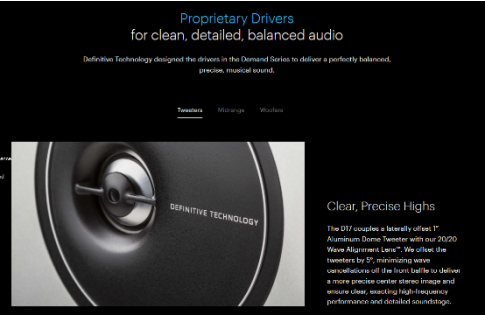 Proprietary Drivers
for clean, detailed, balanced audio
Definitive Technology designed the drivers in the Demand Series to deliver a perfectly balanced,
precise, musical sound.
Tweeters Midrange Woofers
DEFINITIVE TECHNOLOGY
Clear, Precise Highs
The D17 couples a laterally offset 1"
Aluminum Dome Tweeter with our 20/20
Wave Alignment Lens™. We offset the
tweeters by 5°, minimizing wave
cancellations off the front baffle to deliver
a more precise center stereo image and
ensure clear, exacting high-frequency
performance and detailed soundstage.